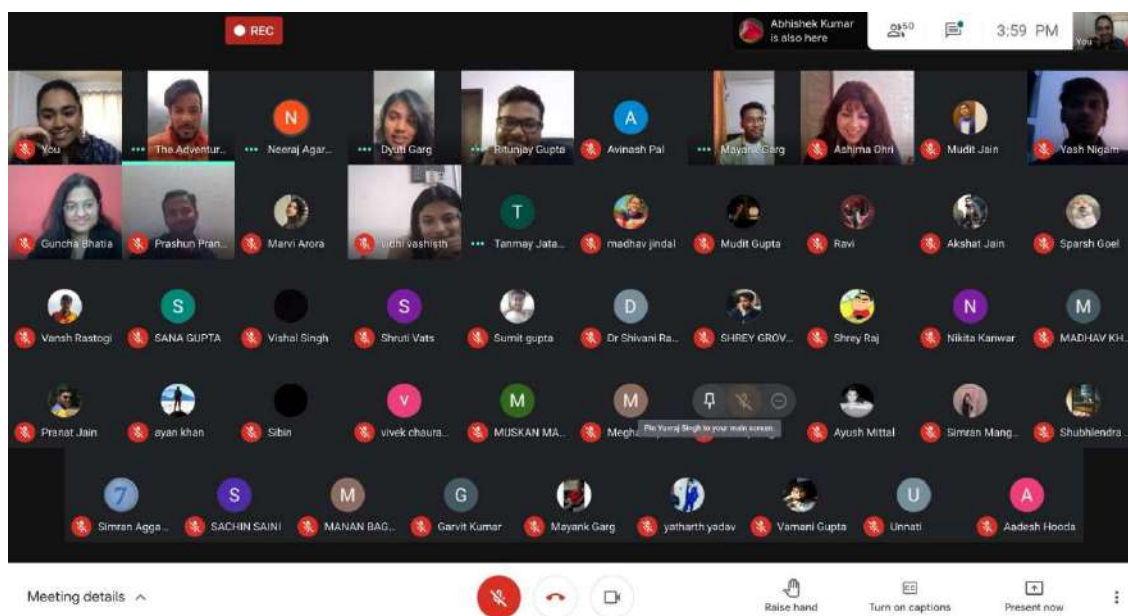 REC
Abhishek Kumar
is also here
50
3:59 PM
You
You
The Adventur...
N
Neeraj Agar...
Dyuti Garg
Ritunjay Gupta
A
Avinash Pal
Mayank Garg
Ashima Dhri
Mudit Jain
Yash Nigam
Guncha Bhatia
Prashun Pran...
Marvi Arora
vidhi vashisth
T
Tanmay Jata...
madhav jindal
Mudit Gupta
Ravi
Akshat Jain
Sparsh Goel
Vansh Rastogi
S
SANA GUPTA
Vishal Singh
S
Shruti Vats
Sumit gupta
D
Dr Shivani Ra...
SHREY GROV...
Shrey Raj
N
Nikita Kanwar
M
MADHAV KH...
Pranat Jain
ayan khan
Sibin
v
vivek chaura...
M
MUSKAN MA...
M
Megha
Pin Yuvraj Singh to your main screen.
Ayush Mittal
Simran Mang...
Shubhlendra ...
7
Simran Agga...
S
SACHIN SAINI
M
MANAN BAG...
G
Garvit Kumar
Mayank Garg
yatharth yadav
Vamani Gupta
U
Unnati
A
Aadesh Hooda
Meeting details
Raise hand
CC
Turn on captions
Present now